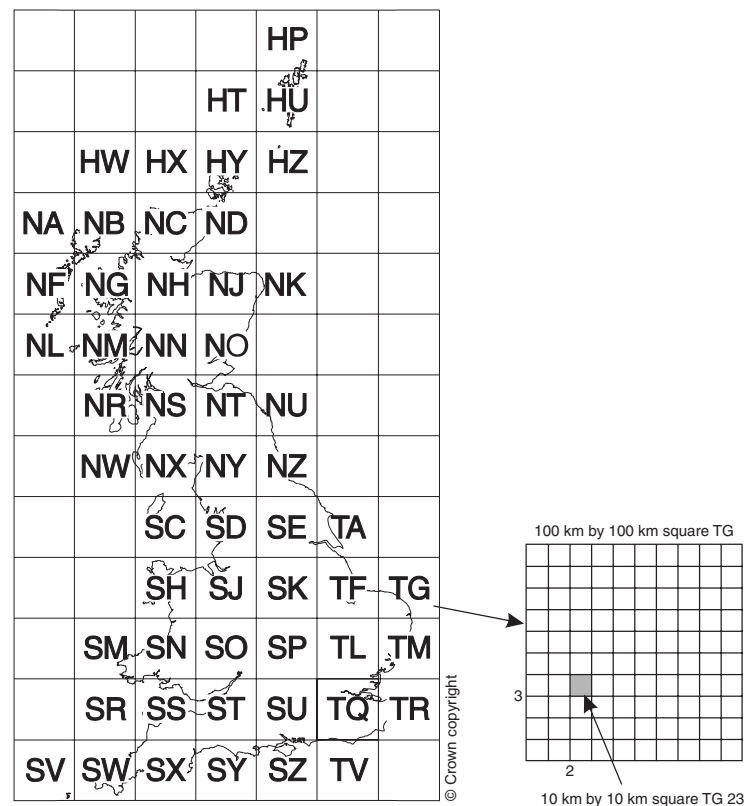 HP
HT HU
HW HX HY HZ
NA NB NC ND
NF NG NH NJ NK
NL NM NN NO
NR NS NT NU
NW NX NY NZ
SC SD SE TA
SH SJ SK TF TG
SM SN SO SP TL TM
SR SS ST SU TQ TR
SV SW SX SY SZ TV
© Crown copyright
100 km by 100 km square TG
3
2
10 km by 10 km square TG 23